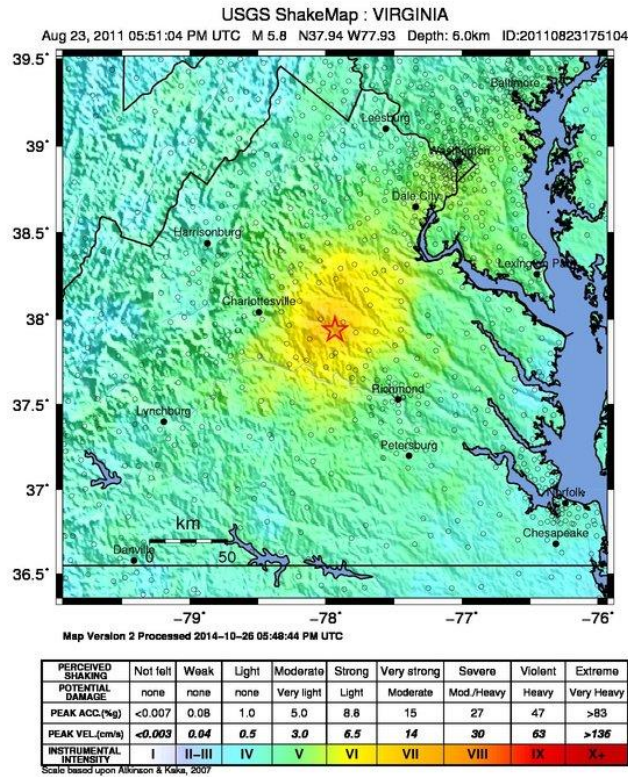 USGS ShakeMap : VIRGINIA
Aug 23, 2011 05:51:04 PM UTC M 5.8 N37.94 W77.93 Depth: 6.0km ID:20110823175104
39.5°
Baltimore
Leesburg
39°
Washington
Dale City
38.5°
Harrisonburg
Lexington Park
Charlottesville
38°
Richmond
37.5°
Lynchburg
Petersburg
37°
Norfolk
km
Chesapeake
Danville
0 50
36.5°
-79° -78° -77° -76°
Map Version 2 Processed 2014-10-26 05:48:44 PM UTC
PERCEIVED SHAKING Not felt Weak Light Moderate Strong Very strong Severe Violent Extreme
POTENTIAL DAMAGE none none none Very light Light Moderate Mod./Heavy Heavy Very Heavy
PEAK ACC.(%g) <0.007 0.08 1.0 5.0 8.8 15 27 47 >83
PEAK VEL.(cm/s) <0.003 0.04 0.5 3.0 6.5 14 30 63 >136
INSTRUMENTAL INTENSITY I II-III IV V VI VII VIII IX X+
Scale based upon Atkinson & Kaka, 2007